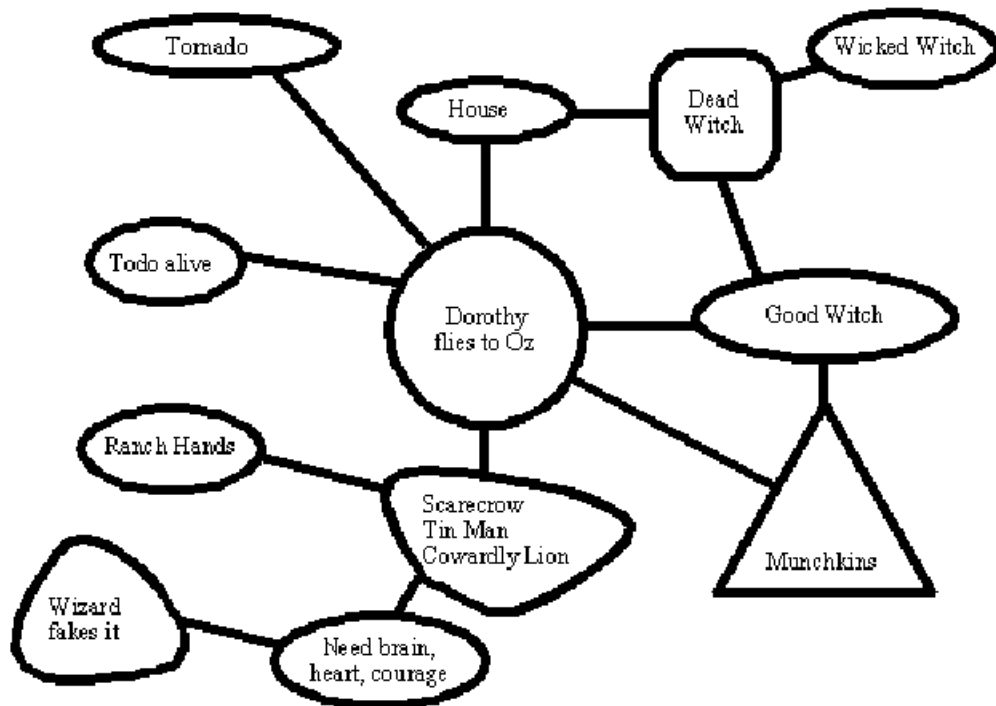 Tornado
Wicked Witch
House
Dead
Witch
Todo alive
Dorothy
flies to Oz
Good Witch
Ranch Hands
Scarecrow
Tin Man
Cowardly Lion
Munchkins
Wizard
fakes it
Need brain,
heart, courage